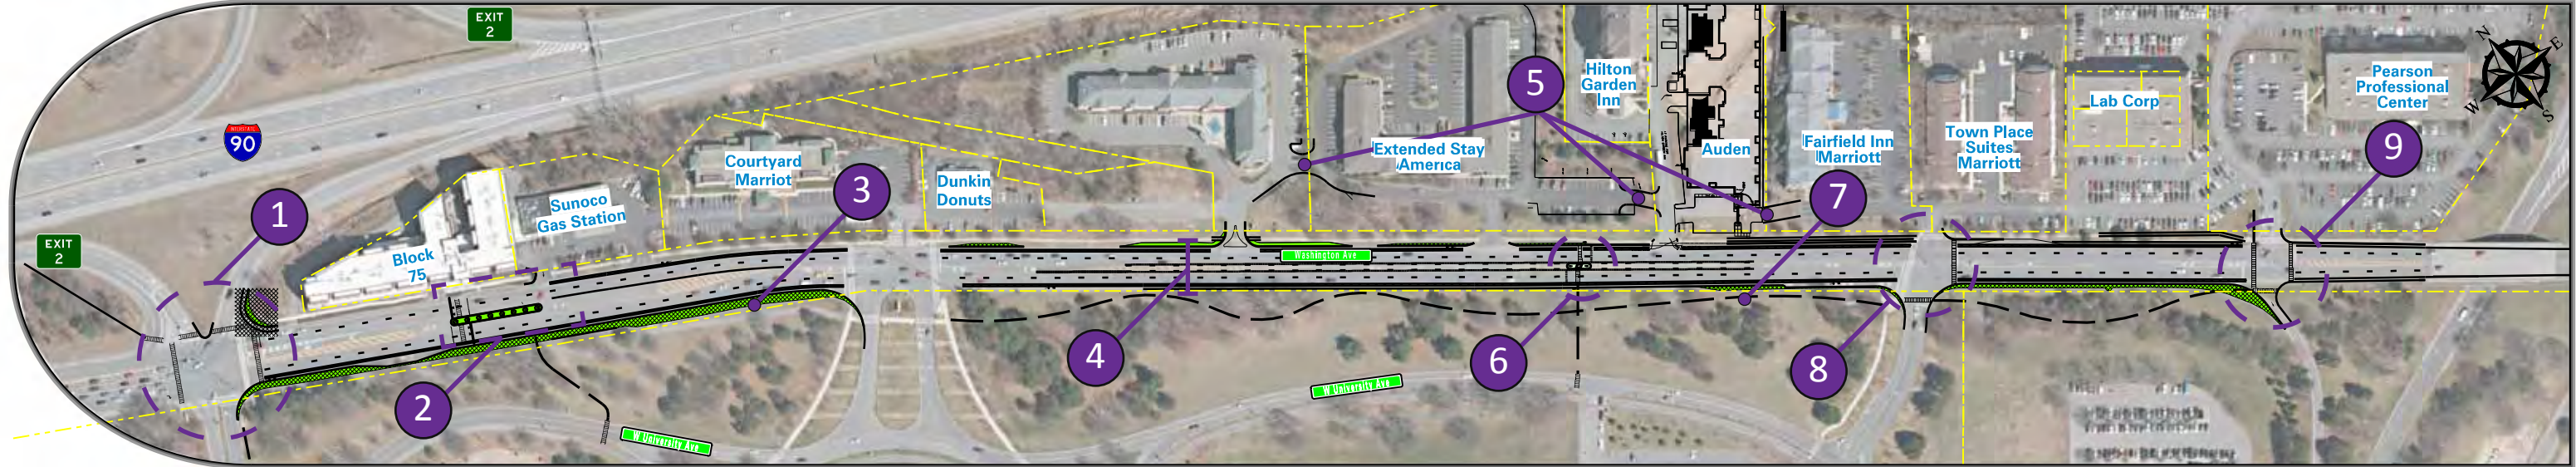 EXIT
2
N
E
W
S
INTERSTATE
90
EXIT
2
1
Block
75
Sunoco
Gas Station
Courtyard
Marriot
3
Dunkin
Donuts
5
Extended Stay
America
Hilton
Garden
Inn
Auden
Fairfield Inn
Marriott
7
Town Place
Suites
Marriott
Lab Corp
Pearson
Professional
Center
9
Washington Ave
2
4
6
8
W University Ave
W University Ave